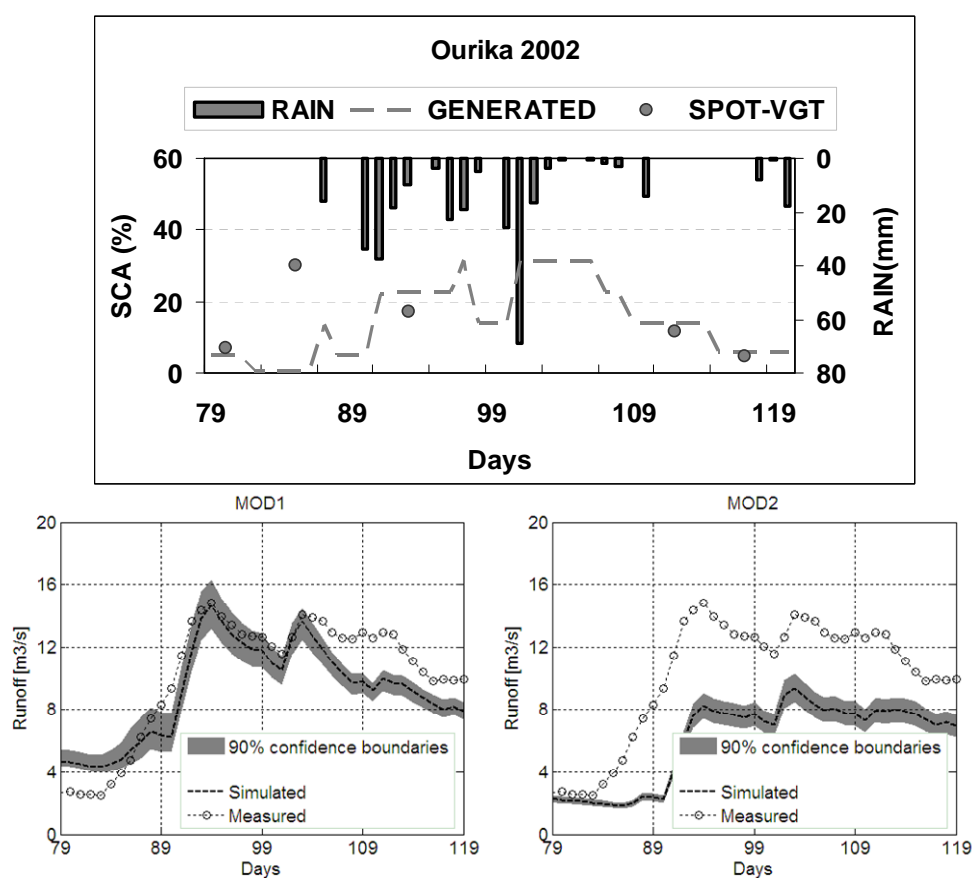 Ourika 2002
RAIN GENERATED SPOT-VGT
60 0
40 20
20 40
60
0 80
SCA (%)
RAIN(mm)
79 89 99 109 119
Days
MOD1
20
16
12
8
4
0
Runoff [m3/s]
90% confidence boundaries
Simulated
Measured
79 89 99 109 119
Days
MOD2
20
16
12
8
4
0
Runoff [m3/s]
90% confidence boundaries
Simulated
Measured
79 89 99 109 119
Days